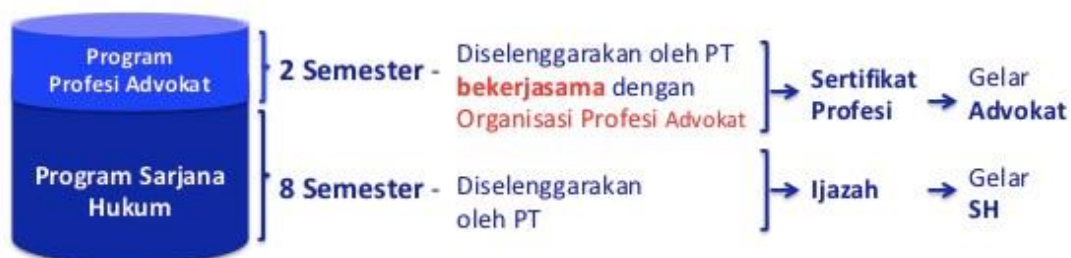 Program
Profesi Advokat
2 Semester -
Diselenggarakan oleh PT
bekerjasama dengan
Organisasi Profesi Advokat
Sertifikat
Profesi
Gelar
Advokat
Program Sarjana
Hukum
8 Semester -
Diselenggarakan
oleh PT
Ijazah
Gelar
SH